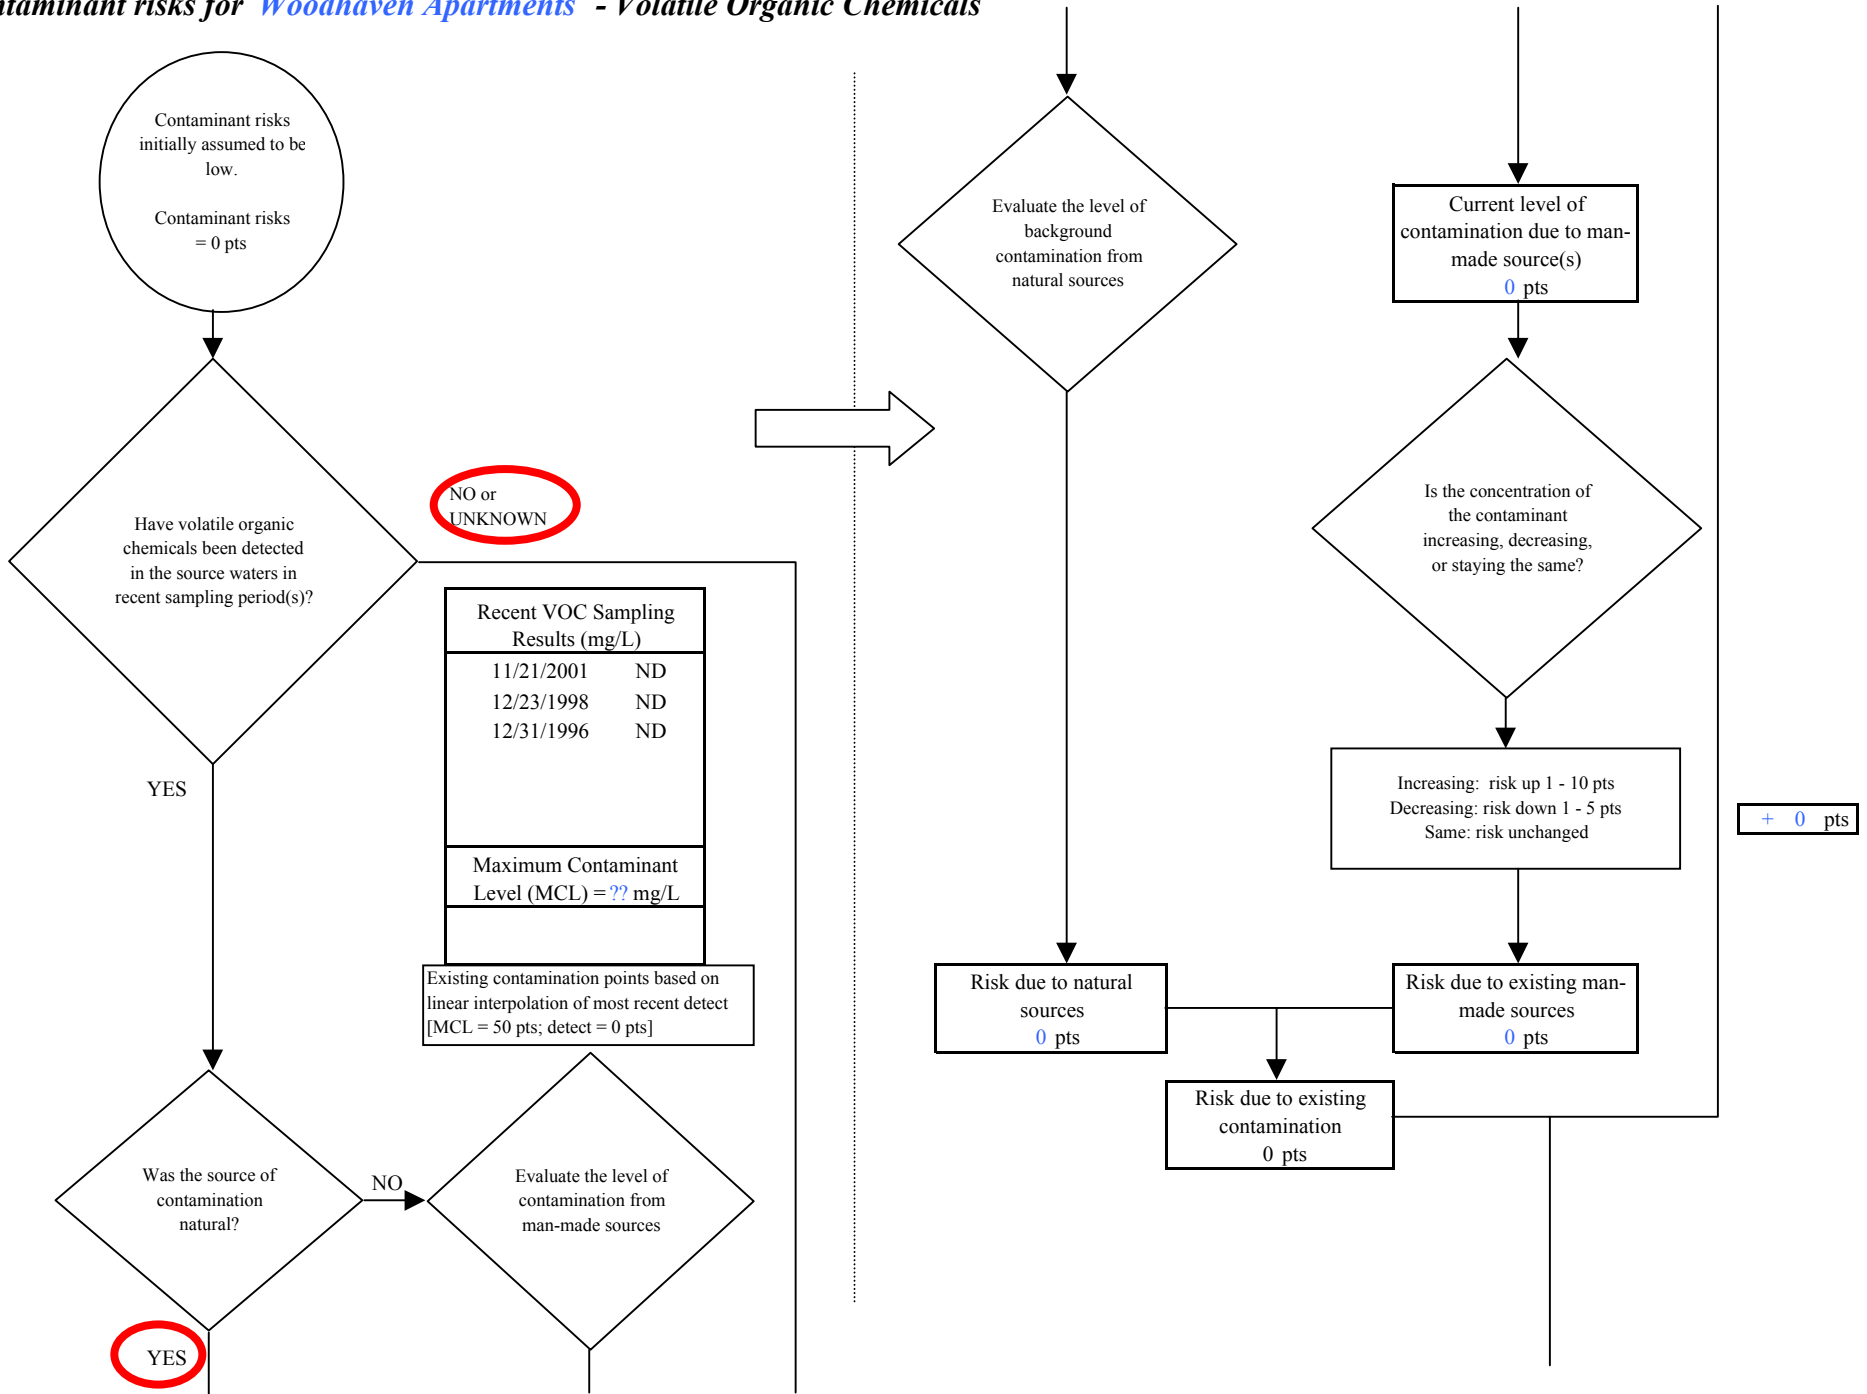 ntaminant risks for Woodhaven Apartments - Volatile Organic Chemicals
Contaminant risks
initially assumed to be
low.
Contaminant risks
= 0 pts
Have volatile organic
chemicals been detected
in the source waters in
recent sampling period(s)?
NO or
UNKNOWN
YES
Recent VOC Sampling
Results (mg/L)
11/21/2001 ND
12/23/1998 ND
12/31/1996 ND
Maximum Contaminant
Level (MCL) = ?? mg/L
Existing contamination points based on
linear interpolation of most recent detect
[MCL = 50 pts; detect = 0 pts]
Was the source of
contamination
natural?
NO
Evaluate the level of
contamination from
man-made sources
YES
Evaluate the level of
background
contamination from
natural sources
Current level of
contamination due to man-
made source(s)
0 pts
Is the concentration of
the contaminant
increasing, decreasing,
or staying the same?
Increasing: risk up 1 - 10 pts
Decreasing: risk down 1 - 5 pts
Same: risk unchanged
+ 0 pts
Risk due to natural
sources
0 pts
Risk due to existing man-
made sources
0 pts
Risk due to existing
contamination
0 pts